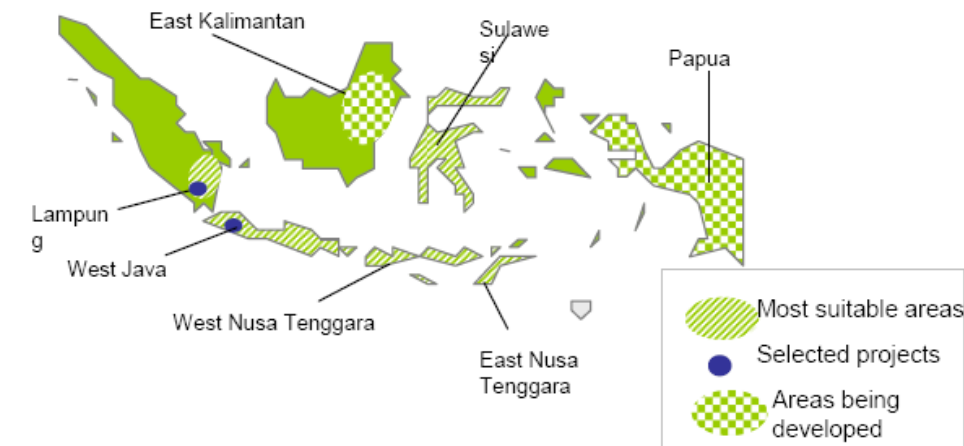 East Kalimantan
Sulawe
si
Papua
Lampun
g
West Java
West Nusa Tenggara
East Nusa
Tenggara
Most suitable areas
Selected projects
Areas being
developed